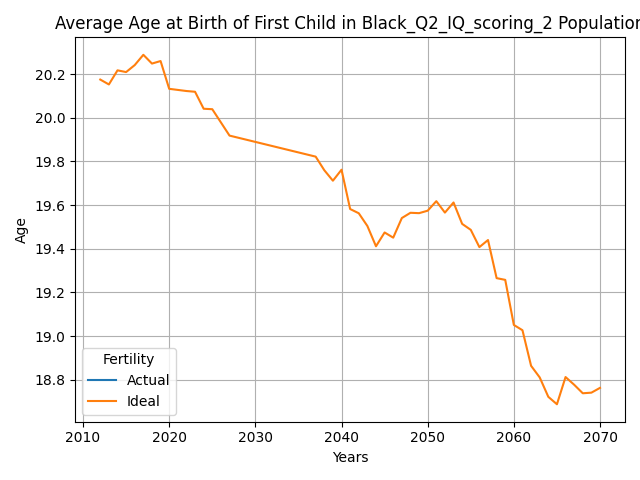 Average Age at Birth of First Child in Black_Q2_IQ_scoring_2 Population
20.2
20.0
19.8
19.6
19.4
19.2
19.0
18.8
Age
Fertility
Actual
Ideal
2010 2020 2030 2040 2050 2060 2070
Years